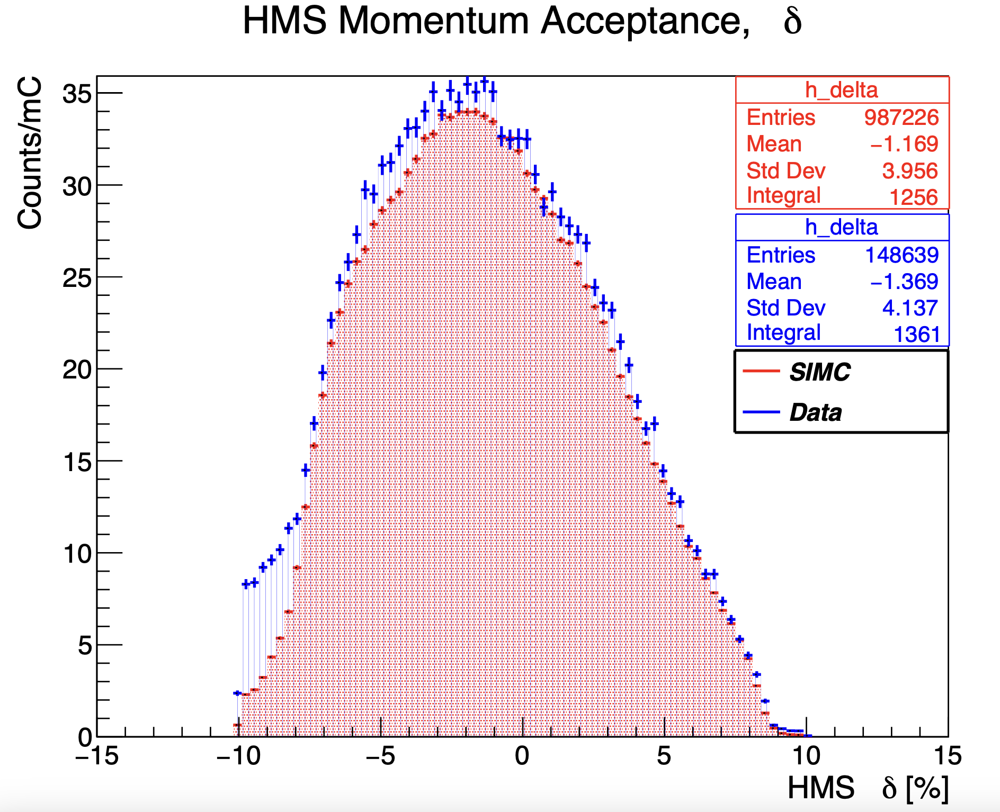 HMS Momentum Acceptance, δ
Counts/mC
35
30
25
20
15
10
5
0
−15
−10
−5
0
5
10
15
HMS δ [%]
h_delta
Entries 987226
Mean −1.169
Std Dev 3.956
Integral 1256
h_delta
Entries 148639
Mean −1.369
Std Dev 4.137
Integral 1361
SIMC
Data